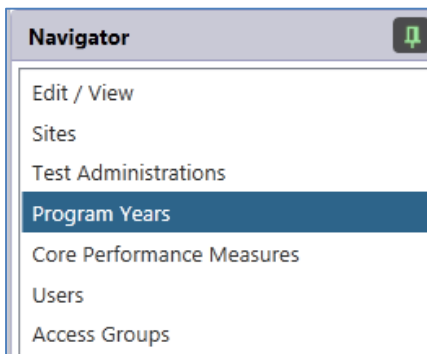 Navigator
Edit / View
Sites
Test Administrations
Program Years
Core Performance Measures
Users
Access Groups